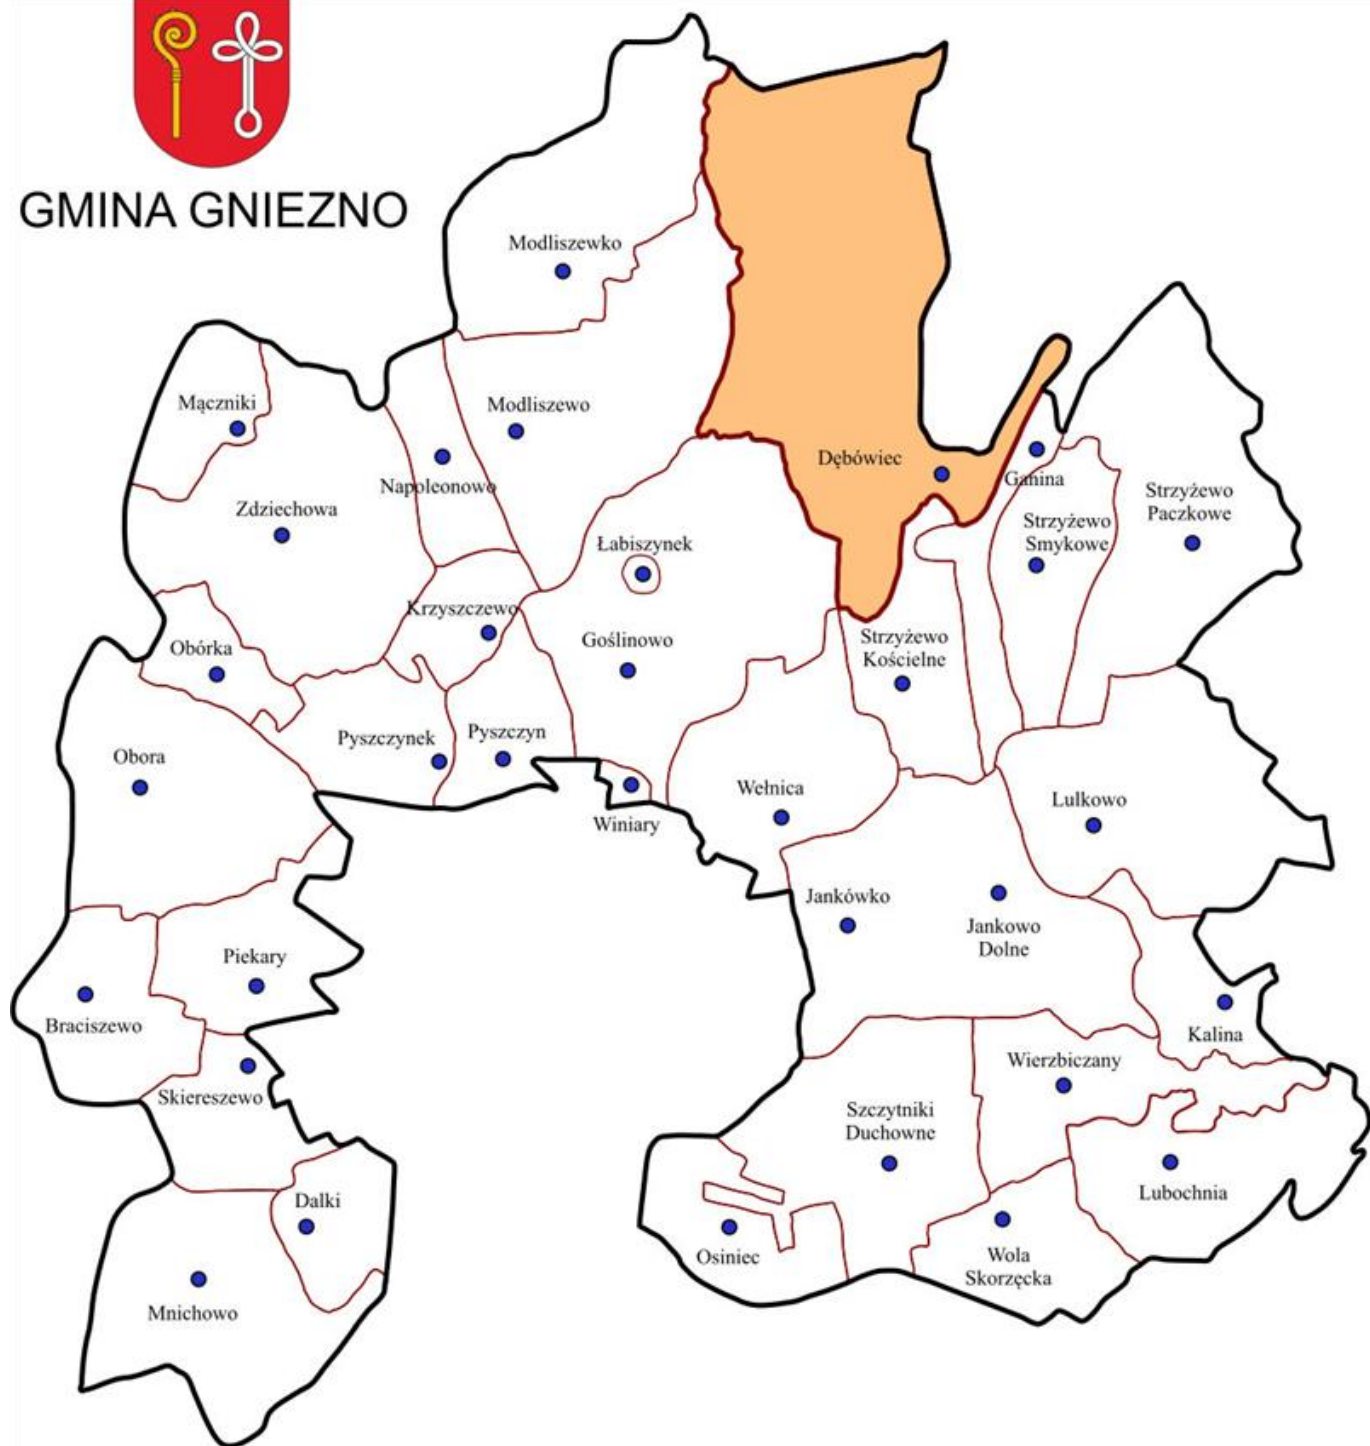 GMINA GNIEZNO
Modliszewko
Mączniki
Modliszewo
Dębówiec
Napoleonowo
Ganina
Strzyżewo
Paczkowe
Zdziechowa
Strzyżewo
Smykowe
Łabiszynek
Krzyszczewo
Obórka
Goślinowo
Strzyżewo
Kościelne
Pyszczynek
Pyszczyn
Obora
Wełnica
Lulkowo
Winiary
Jankówko
Jankowo
Dolne
Piekary
Braciszewo
Kalina
Wierzbiczany
Skiereszewo
Szczytniki
Duchowne
Dalki
Lubochnia
Osiniec
Wola
Skorzęcka
Mnichowo